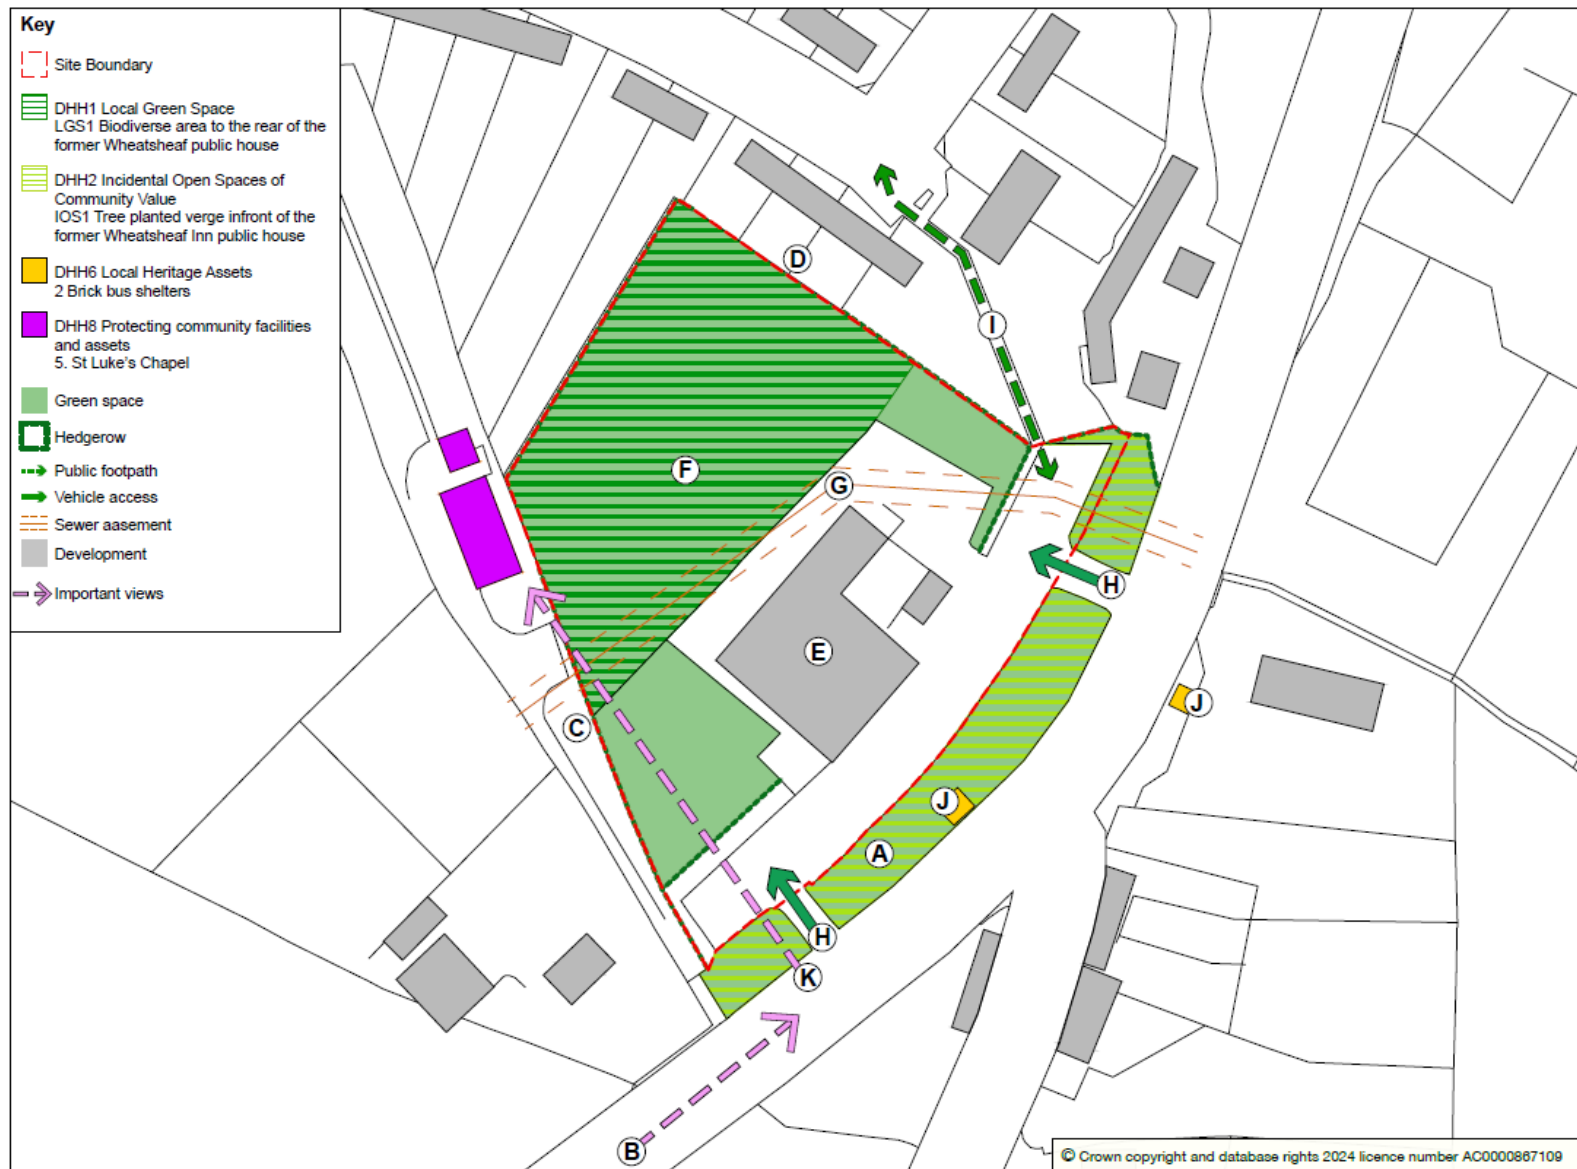 Key
Site Boundary
DHH1 Local Green Space
LGS1 Biodiverse area to the rear of the
former Wheatsheaf public house
DHH2 Incidental Open Spaces of
Community Value
IOS1 Tree planted verge infront of the
former Wheatsheaf Inn public house
DHH6 Local Heritage Assets
2 Brick bus shelters
DHH8 Protecting community facilities
and assets
5. St Luke's Chapel
Green space
Hedgerow
Public footpath
Vehicle access
Sewer aasement
Development
Important views
D
I
F
G
H
E
J
C
J
A
H
K
B
© Crown copyright and database rights 2024 licence number AC0000867109